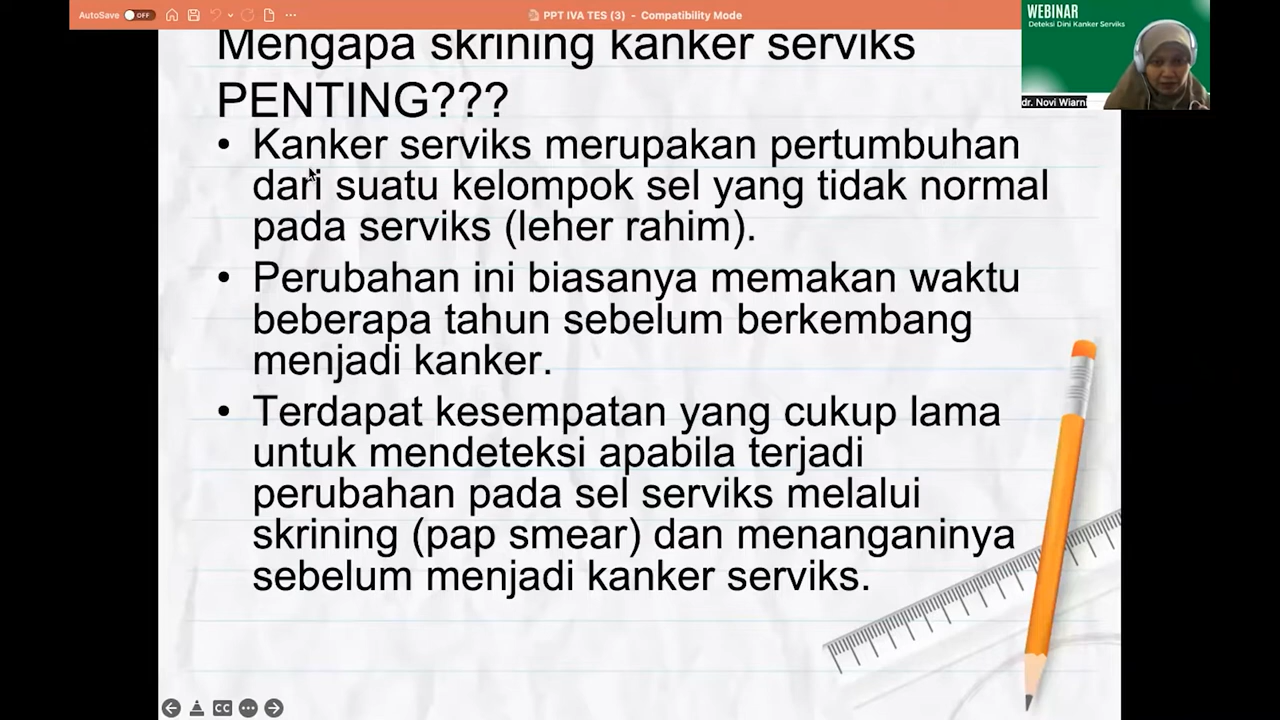 AutoSave OFF
PPT IVA TES (3) - Compatibility Mode
WEBINAR
Deteksi Dini Kanker Serviks
dr. Novi Wiarni
Mengapa skrining kanker serviks
PENTING???
• Kanker serviks merupakan pertumbuhan
dari suatu kelompok sel yang tidak normal
pada serviks (leher rahim).
• Perubahan ini biasanya memakan waktu
beberapa tahun sebelum berkembang
menjadi kanker.
• Terdapat kesempatan yang cukup lama
untuk mendeteksi apabila terjadi
perubahan pada sel serviks melalui
skrining (pap smear) dan menanganinya
sebelum menjadi kanker serviks.
CC